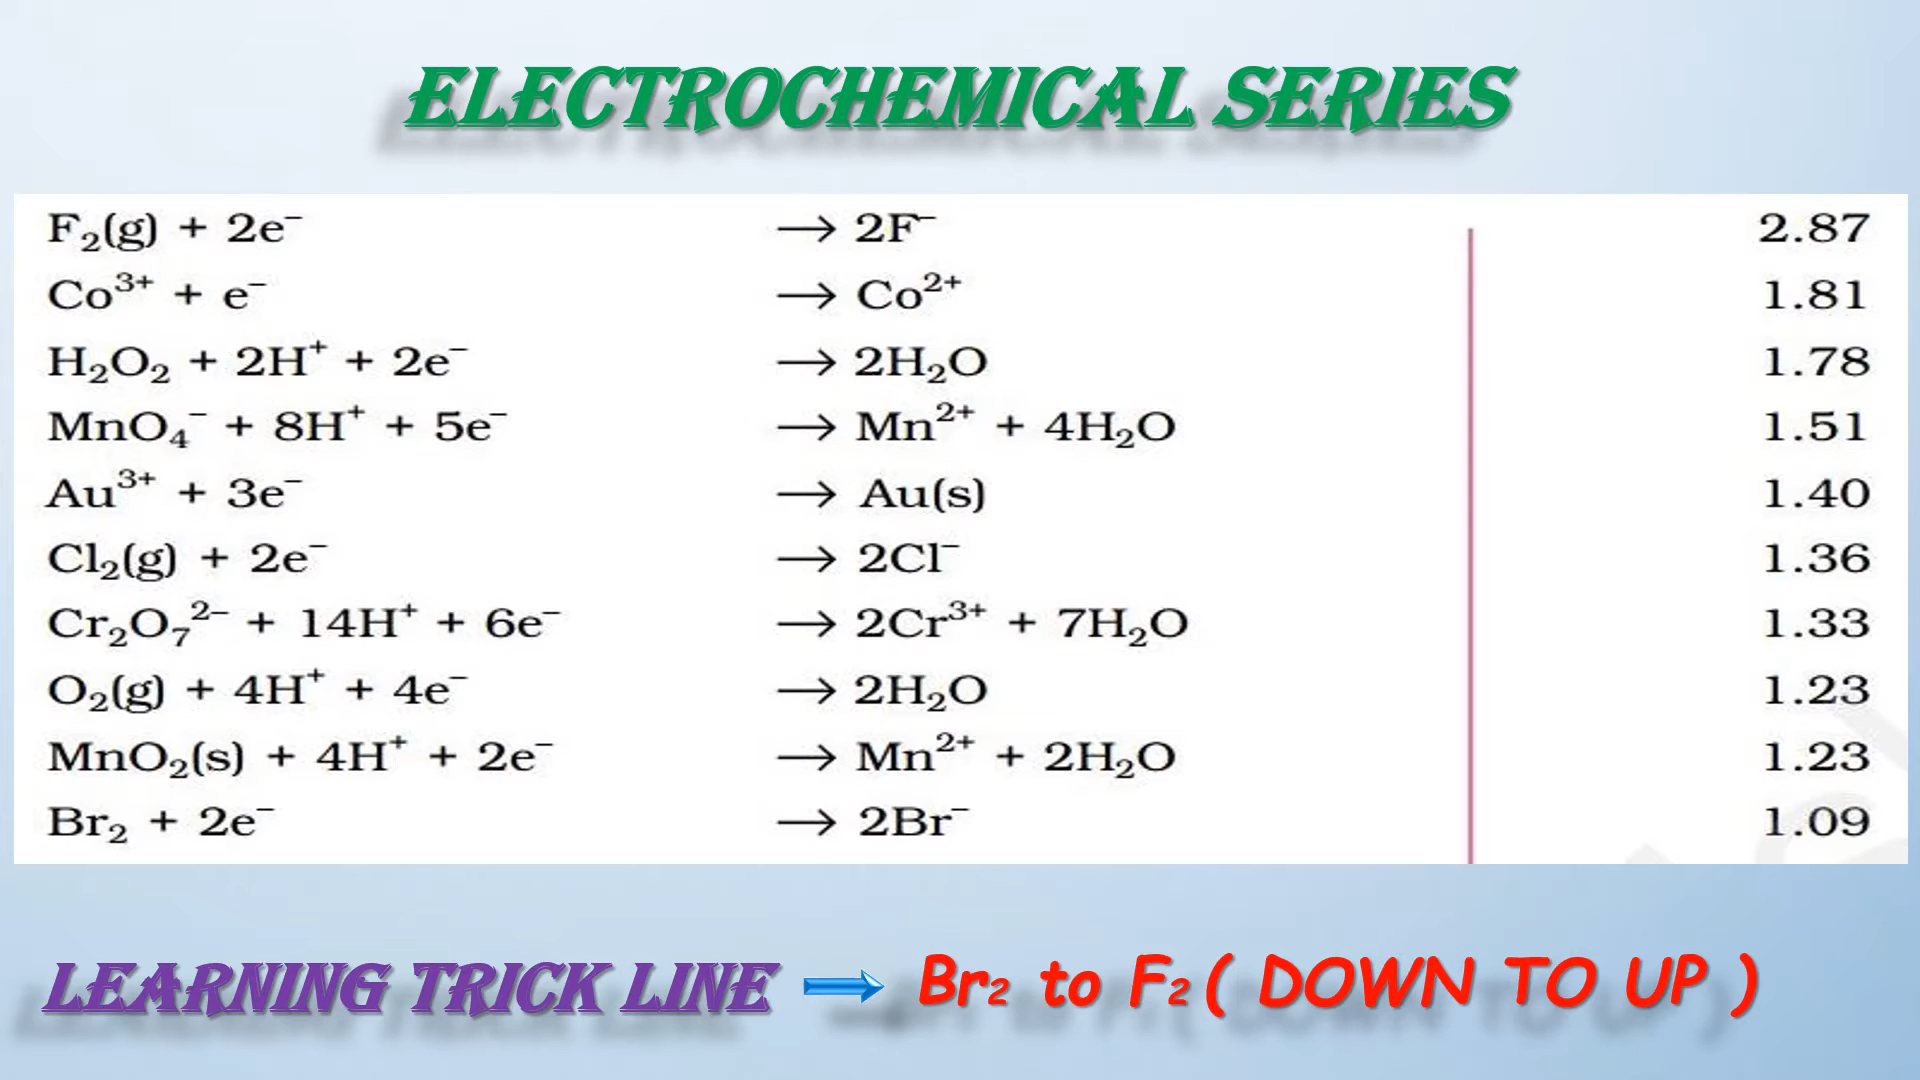 ELECTROCHEMICAL SERIES
F₂(g) + 2e⁻ → 2F⁻ 2.87
Co³⁺ + e⁻ → Co²⁺ 1.81
H₂O₂ + 2H⁺ + 2e⁻ → 2H₂O 1.78
MnO₄⁻ + 8H⁺ + 5e⁻ → Mn²⁺ + 4H₂O 1.51
Au³⁺ + 3e⁻ → Au(s) 1.40
Cl₂(g) + 2e⁻ → 2Cl⁻ 1.36
Cr₂O₇²⁻ + 14H⁺ + 6e⁻ → 2Cr³⁺ + 7H₂O 1.33
O₂(g) + 4H⁺ + 4e⁻ → 2H₂O 1.23
MnO₂(s) + 4H⁺ + 2e⁻ → Mn²⁺ + 2H₂O 1.23
Br₂ + 2e⁻ → 2Br⁻ 1.09
LEARNING TRICK LINE → Br₂ to F₂ ( DOWN TO UP )